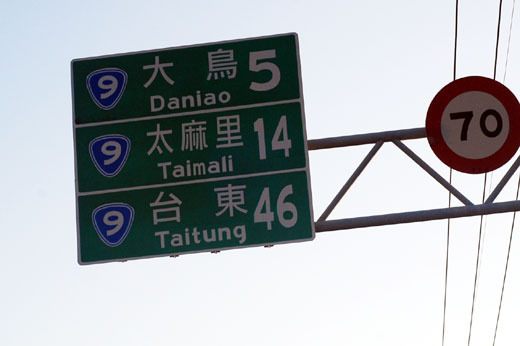 9 大鳥 5
Daniao
9 太麻里 14
Taimali
9 台東 46
Taitung
70